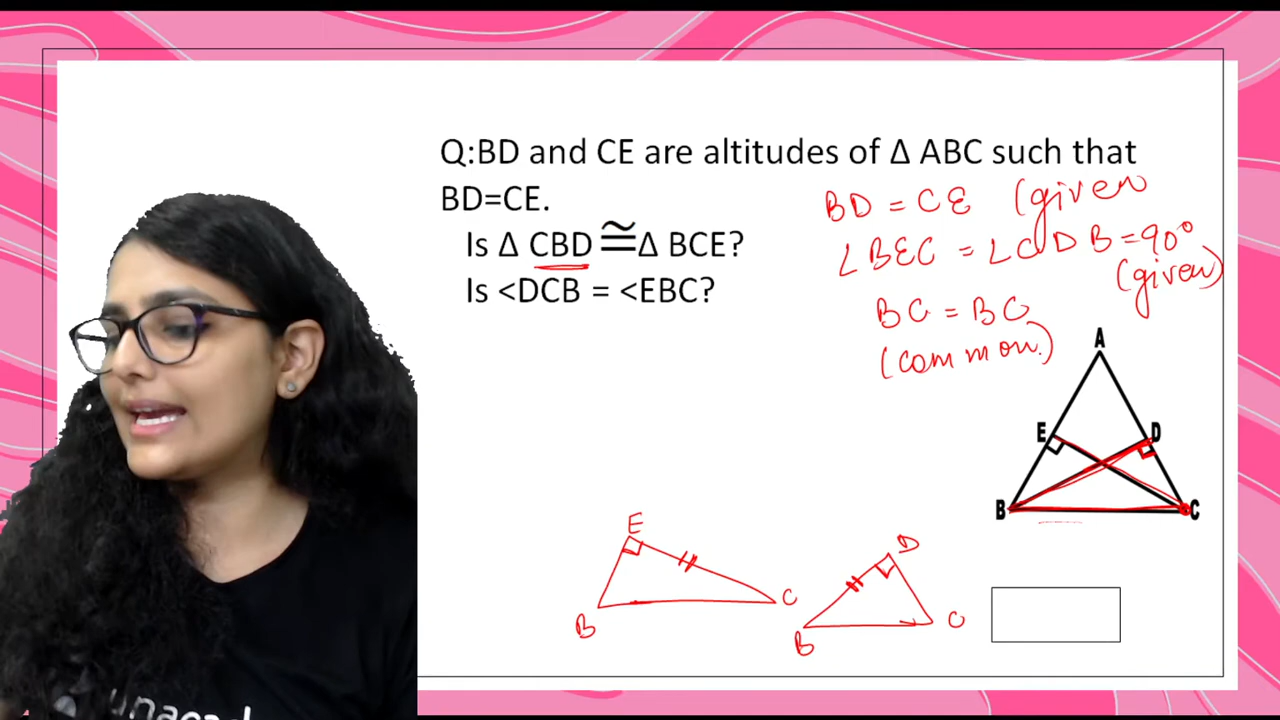 Q:BD and CE are altitudes of Δ ABC such that
BD=CE.
Is Δ CBD ≅ Δ BCE?
Is <DCB = <EBC?
BD = CE (given
∠BEC = ∠CDB = 90°
(given)
BC = BC
(common.)
A
E
D
B
C
E
B
C
D
B
C